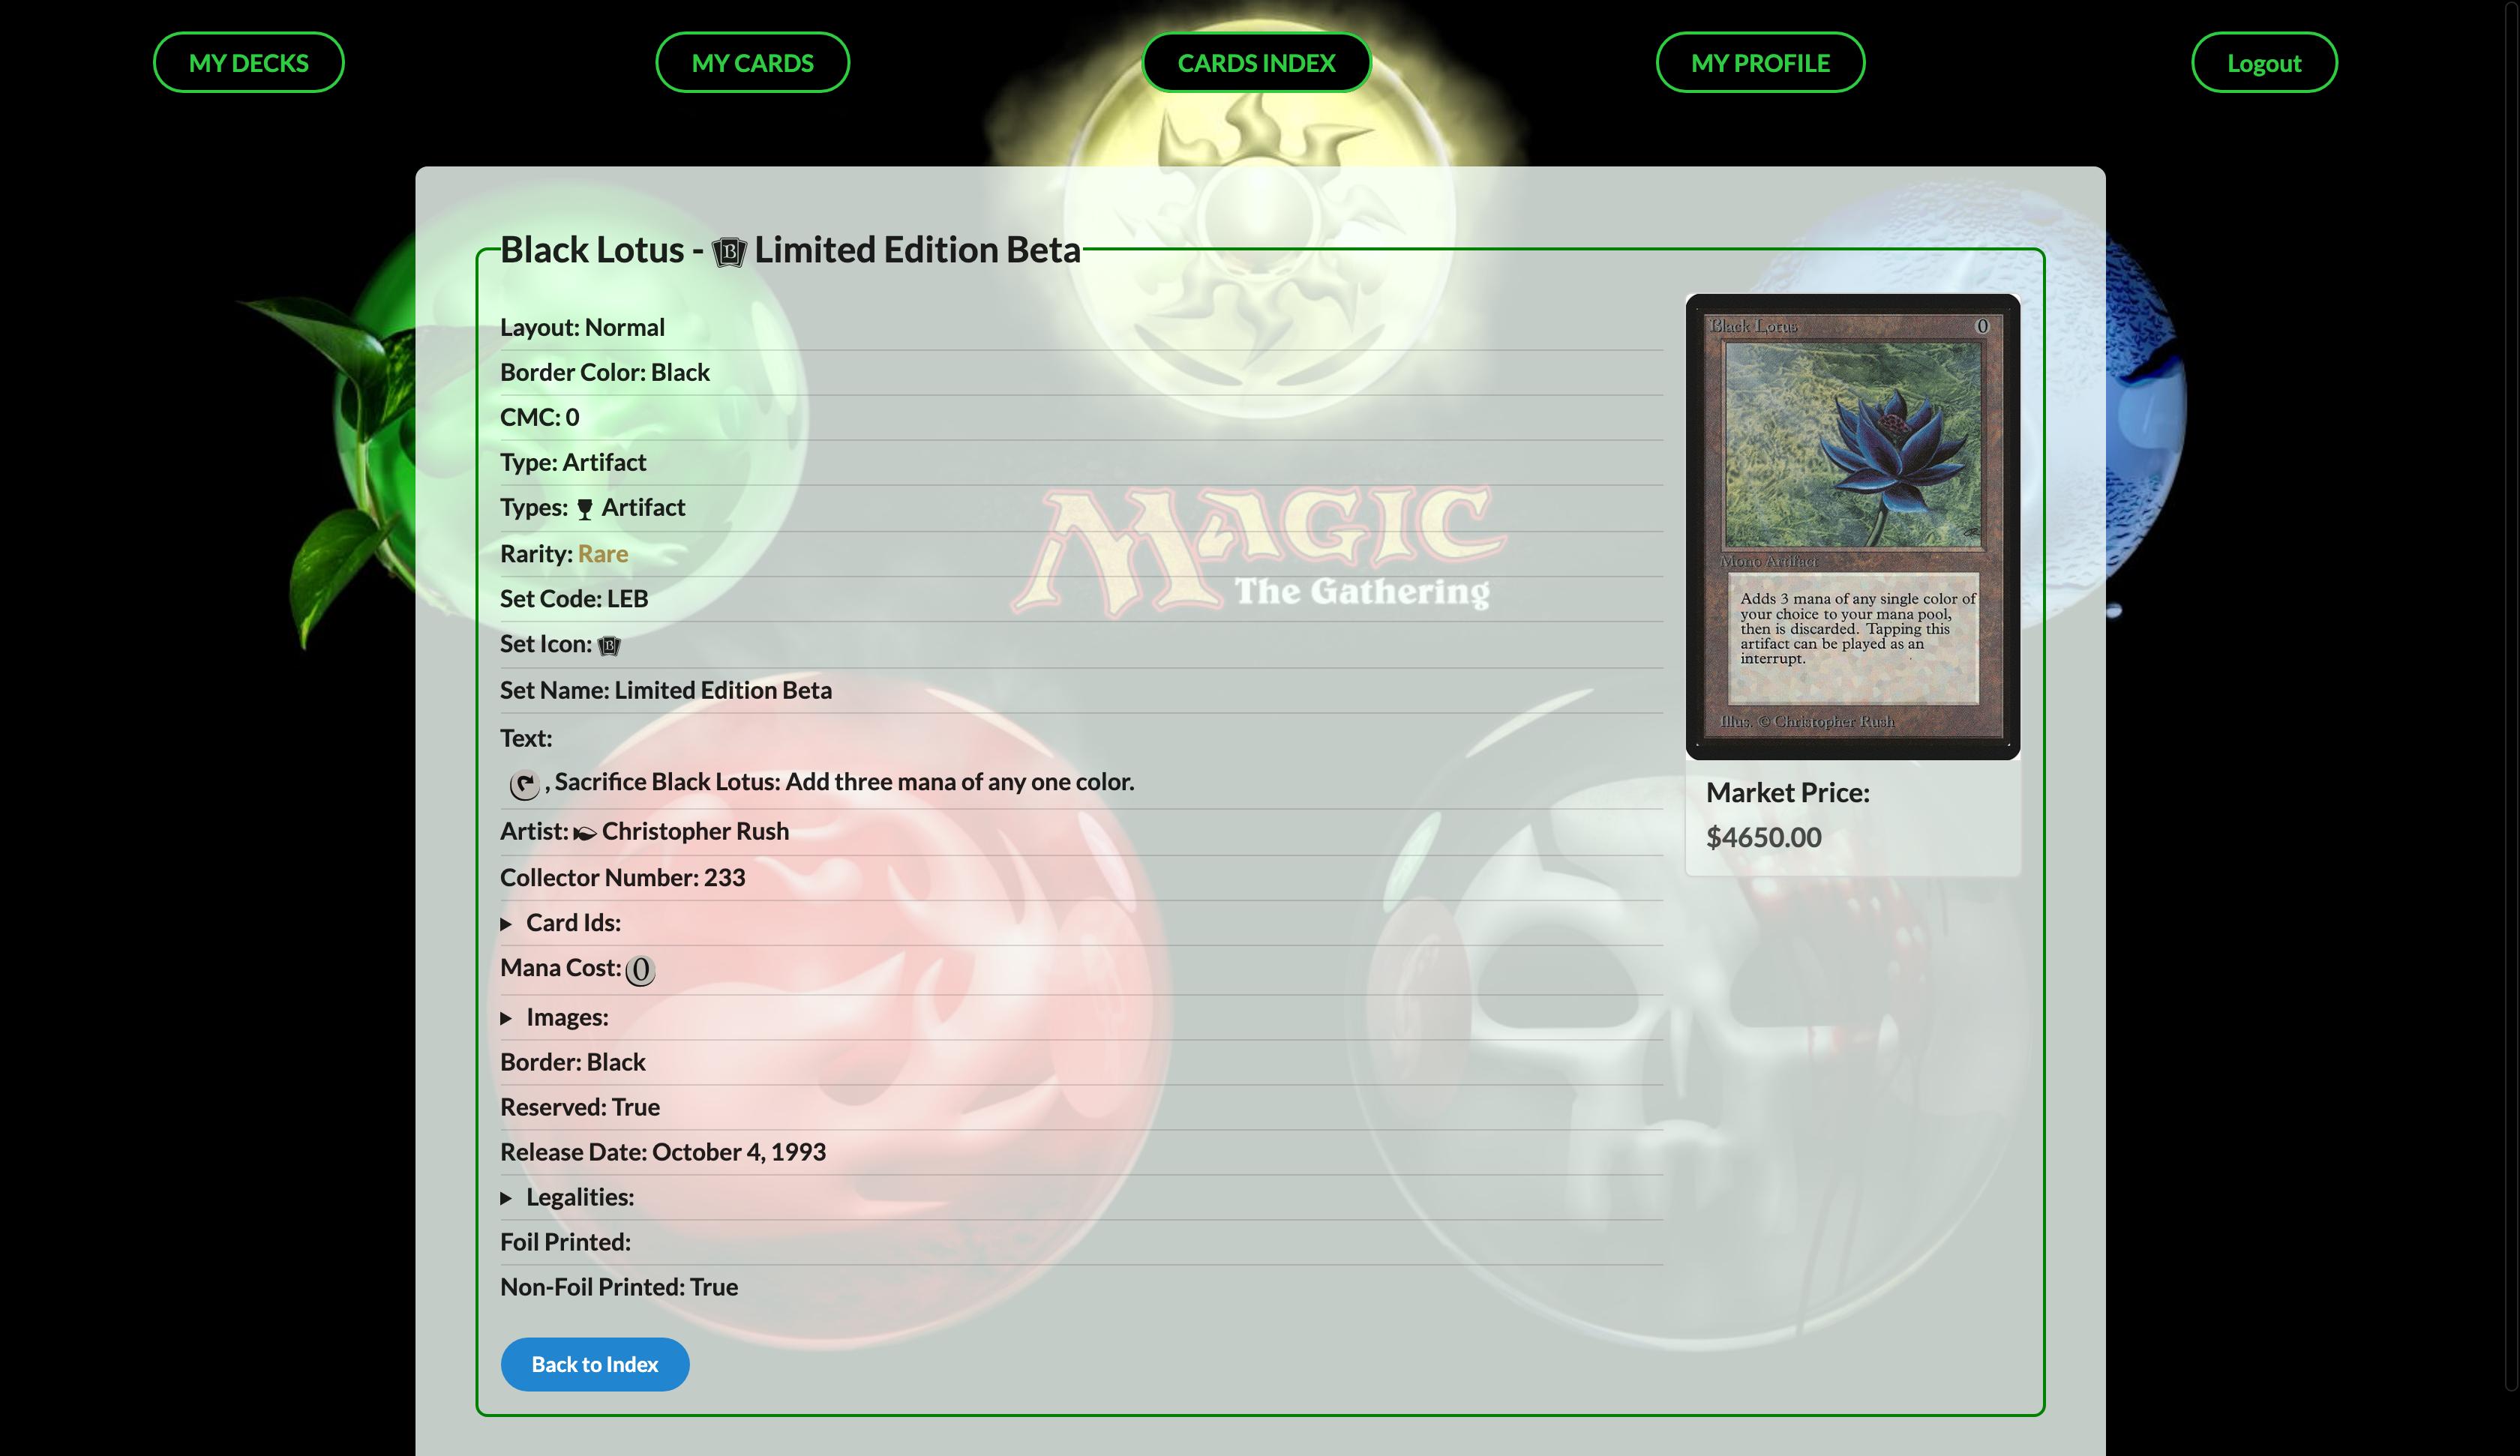 MY DECKS
MY CARDS
CARDS INDEX
MY PROFILE
Logout
Black Lotus - B Limited Edition Beta
Layout: Normal
Border Color: Black
CMC: 0
Type: Artifact
Types: Artifact
Rarity: Rare
Set Code: LEB
Set Icon: B
Set Name: Limited Edition Beta
Text:
, Sacrifice Black Lotus: Add three mana of any one color.
Artist: Christopher Rush
Collector Number: 233
Card Ids:
Mana Cost: 0
Images:
Border: Black
Reserved: True
Release Date: October 4, 1993
Legalities:
Foil Printed:
Non-Foil Printed: True
Back to Index
MAGIC
The Gathering
Black Lotus 0
Mono Artifact
Adds 3 mana of any single color of
your choice to your mana pool,
then is discarded. Tapping this
artifact can be played as an
interrupt.
Illus. © Christopher Rush
Market Price:
$4650.00